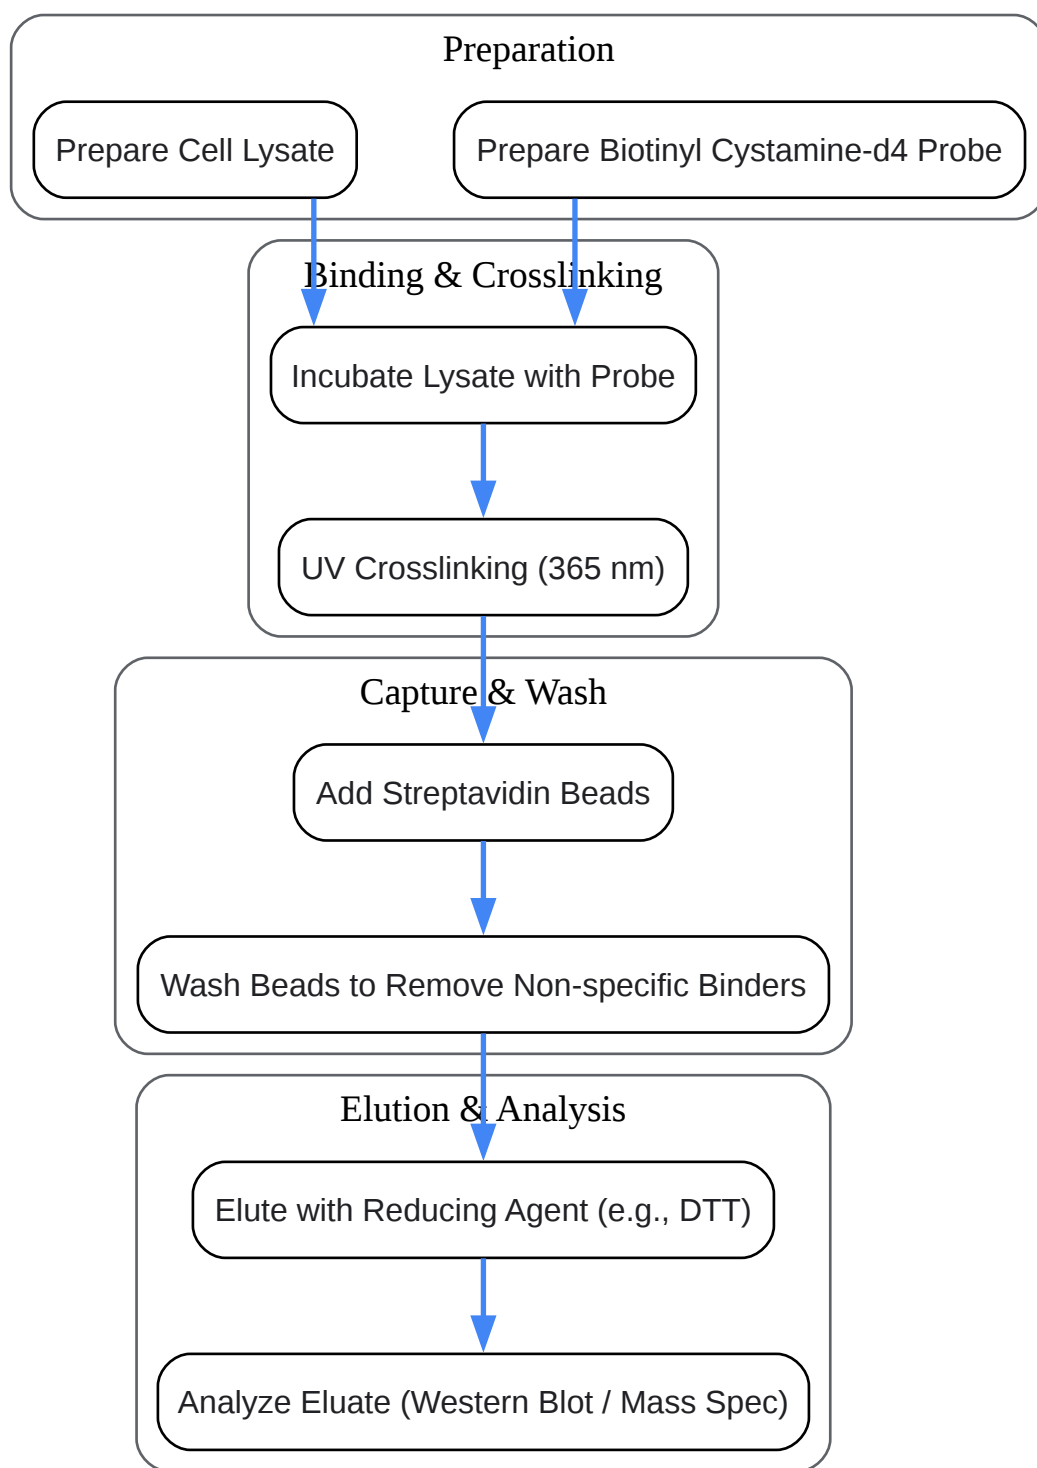 Preparation
Prepare Cell Lysate
Prepare Biotinyl Cystamine-d4 Probe
Binding & Crosslinking
Incubate Lysate with Probe
UV Crosslinking (365 nm)
Capture & Wash
Add Streptavidin Beads
Wash Beads to Remove Non-specific Binders
Elution & Analysis
Elute with Reducing Agent (e.g., DTT)
Analyze Eluate (Western Blot / Mass Spec)